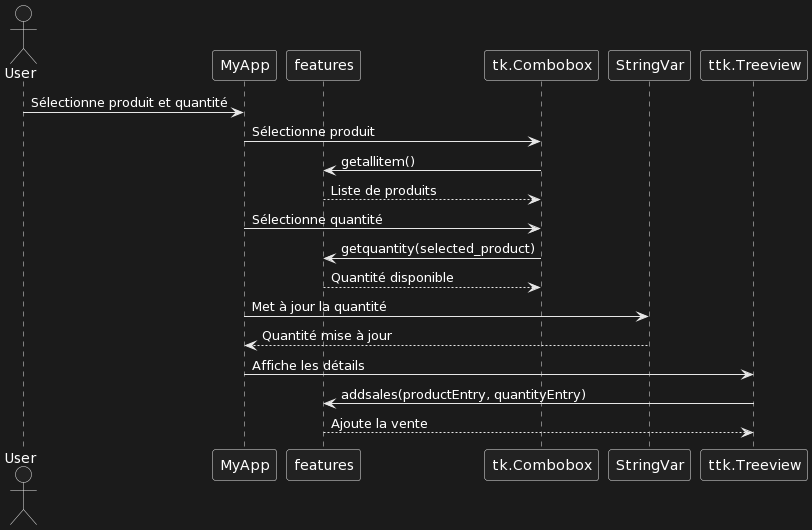 User
MyApp
features
tk.Combobox
StringVar
ttk.Treeview
Sélectionne produit et quantité
Sélectionne produit
getallitem()
Liste de produits
Sélectionne quantité
getquantity(selected_product)
Quantité disponible
Met à jour la quantité
Quantité mise à jour
Affiche les détails
addsales(productEntry, quantityEntry)
Ajoute la vente
User
MyApp
features
tk.Combobox
StringVar
ttk.Treeview